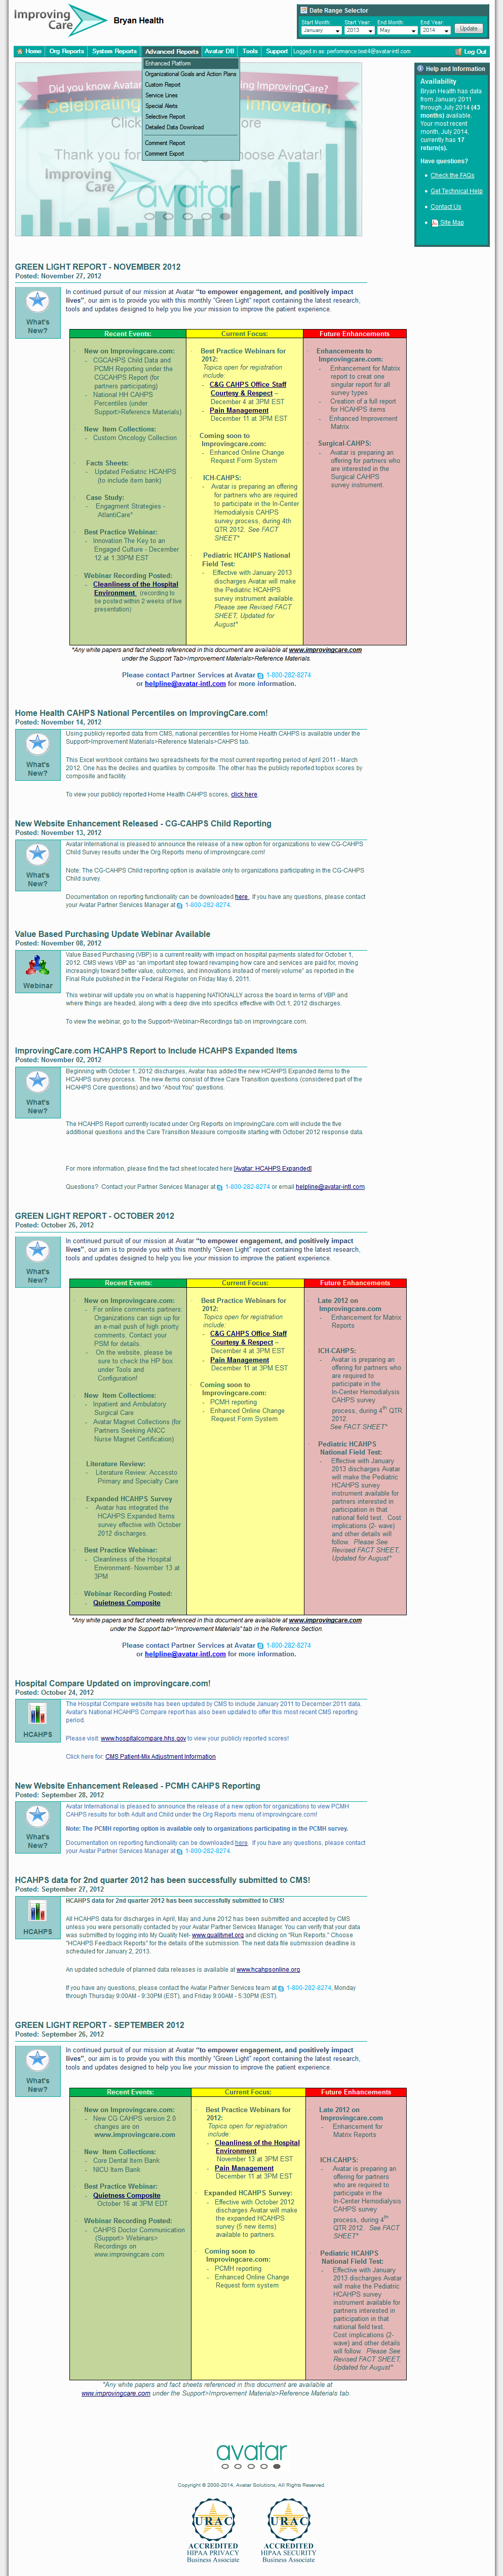 Improving Care
Bryan Health
Date Range Selector
Start Month: Start Year: End Month: End Year:
January 2013 May 2014 Update
Home Org Reports System Reports Advanced Reports Avatar DB Tools Support Logged in as: performance.test4@avatar-intl.com Log Out
Enhanced Platform
Organizational Goals and Action Plans
Custom Report
Service Lines
Special Alerts
Selective Report
Detailed Data Download
Comment Report
Comment Export
Did you know Avatar
Celebrating Innovation
Thank you for choosing us!
Improving Care
avatar
Help and Information
Availability
Bryan Health has data
from January 2011
through July 2014 (43
months) available.
Your most recent
month, July 2014,
currently has 17
return(s).
Have questions?
Check the FAQs
Get Technical Help
Contact Us
Site Map
GREEN LIGHT REPORT - NOVEMBER 2012
Posted: November 27, 2012
What's
New?
In continued pursuit of our mission at Avatar "to empower engagement, and positively impact
lives", our aim is to provide you with this monthly "Green Light" report containing the latest research,
tools and updates designed to help you live your mission to improve the patient experience.
Recent Events:
New on Improvingcare.com:
- CGCAHPS Child Data and
PCMH Reporting under the
CGCAHPS Report (for
partners participating)
- National HH CAHPS
Percentiles (under
Support>Reference Materials)
New Item Collections:
- Custom Oncology Collection
Facts Sheets:
- Updated Pediatric HCAHPS
(to include item bank)
Case Study:
- Engagment Strategies -
AtlantiCare*
Best Practice Webinar:
- Innovation The Key to an
Engaged Culture - December
12 at 1:30PM EST
Webinar Recording Posted:
- Cleanliness of the Hospital
Environment (recording to
be posted within 2 weeks of live
presentation)
Current Focus:
Best Practice Webinars for
2012:
Topics open for registration
include:
- C&G CAHPS Office Staff
Courtesy & Respect –
December 4 at 3PM EST
- Pain Management
December 11 at 3PM EST
Coming soon to
Improvingcare.com:
- Enhanced Online Change
Request Form System
ICH-CAHPS:
- Avatar is preparing an offering
for partners who are required
to participate in the In-Center
Hemodialysis CAHPS
survey process, during 4th
QTR 2012. See FACT
SHEET*
Pediatric HCAHPS National
Field Test:
- Effective with January 2013
discharges Avatar will make
the Pediatric HCAHPS
survey instrument available.
Please see Revised FACT
SHEET, Updated for
August*
Future Enhancements
Enhancements to
Improvingcare.com:
- Enhancement for Matrix
report to creat one
singular report for all
survey types
- Creation of a full report
for HCAHPS items
- Enhanced Improvement
Matrix
Surgical-CAHPS:
- Avatar is preparing an
offering for partners who
are interested in the
Surgical CAHPS
survey instrument.
*Any white papers and fact sheets referenced in this document are available at www.improvingcare.com
under the Support Tab>Improvement Materials>Reference Materials.
Please contact Partner Services at Avatar 1-800-282-8274
or helpline@avatar-intl.com for more information.
Home Health CAHPS National Percentiles on ImprovingCare.com!
Posted: November 14, 2012
What's
New?
Using publicly reported data from CMS, national percentiles for Home Health CAHPS is available under the
Support>Improvement Materials>Reference Materials>CAHPS tab.
This Excel workbook contains two spreadsheets for the most current reporting period of April 2011 - March
2012. One has the deciles and quartiles by composite. The other has the publicly reported topbox scores by
composite and facility.
To view your publicly reported Home Health CAHPS scores, click here.
New Website Enhancement Released - CG-CAHPS Child Reporting
Posted: November 13, 2012
What's
New?
Avatar International is pleased to announce the release of a new option for organizations to view CG-CAHPS
Child Survey results under the Org Reports menu of improvingcare.com!
Note: The CG-CAHPS Child reporting option is available only to organizations participating in the CG-CAHPS
Child survey.
Documentation on reporting functionality can be downloaded here. If you have any questions, please contact
your Avatar Partner Services Manager at 1-800-282-8274.
Value Based Purchasing Update Webinar Available
Posted: November 08, 2012
Webinar
Value Based Purchasing (VBP) is a current reality with impact on hospital payments slated for October 1,
2012. CMS views VBP as "an important step toward revamping how care and services are paid for, moving
increasingly toward better value, outcomes, and innovations instead of merely volume" as reported in the
Final Rule published in the Federal Register on Friday May 6, 2011.
This webinar will update you on what is happening NATIONALLY across the board in terms of VBP and
where things are headed, along with a deep dive into specifics effective with Oct 1, 2012 discharges.
To view the webinar, go to the Support>Webinar>Recordings tab on improvingcare.com.
ImprovingCare.com HCAHPS Report to Include HCAHPS Expanded Items
Posted: November 02, 2012
What's
New?
Beginning with October 1, 2012 discharges, Avatar has added the new HCAHPS Expanded items to the
HCAHPS survey porcess. The new items consist of three Care Transition questions (considered part of the
HCAHPS Core questions) and two "About You" questions.
The HCAHPS Report currently located under Org Reports on ImprovingCare.com will include the five
additional questions and the Care Transition Measure composite starting with October 2012 response data.
For more information, please find the fact sheet located here:[Avatar: HCAHPS Expanded]
Questions? Contact your Partner Services Manager at 1-800-282-8274 or email helpline@avatar-intl.com.
GREEN LIGHT REPORT - OCTOBER 2012
Posted: October 26, 2012
What's
New?
In continued pursuit of our mission at Avatar "to empower engagement, and positively impact
lives", our aim is to provide you with this monthly "Green Light" report containing the latest research,
tools and updates designed to help you live your mission to improve the patient experience.
Recent Events:
New on Improvingcare.com:
- For online comments partners:
Organizations can sign up for
an e-mail push of high priorty
comments. Contact your
PSM for details.
- On the website, please be
sure to check the HP box
under Tools and
Configuration!
New Item Collections:
- Inpatient and Ambulatory
Surgical Care
- Avatar Magnet Collections (for
Partners Seeking ANCC
Nurse Magnet Certification)
Literature Review:
- Literature Review: Accessto
Primary and Specialty Care
Expanded HCAHPS Survey
- Avatar has integrated the
HCAHPS Expanded Items
survey effective with October
2012 discharges.
Best Practice Webinar:
- Cleanliness of the Hospital
Environment- November 13 at
3PM
Webinar Recording Posted:
- Quietness Composite
Current Focus:
Best Practice Webinars for
2012:
Topics open for registration
include:
- C&G CAHPS Office Staff
Courtesy & Respect –
December 4 at 3PM EST
- Pain Management
December 11 at 3PM EST
Coming soon to
Improvingcare.com:
- PCMH reporting
- Enhanced Online Change
Request Form System
Future Enhancements
Late 2012 on
Improvingcare.com
- Enhancement for Matrix
Reports
ICH-CAHPS:
- Avatar is preparing an
offering for partners who
are required to
participate in the
In-Center Hemodialysis
CAHPS survey
process, during 4th QTR
2012.
See FACT SHEET*
Pediatric HCAHPS
National Field Test:
- Effective with January
2013 discharges Avatar
will make the Pediatric
HCAHPS survey
instrument available for
partners interested in
participation in that
national field test. Cost
implications (2- wave)
and other details will
follow. Please See
Revised FACT SHEET,
Updated for August*
*Any white papers and fact sheets referenced in this document are available at www.improvingcare.com
under the Support tab>"Improvement Materials" tab in the Reference Section.
Please contact Partner Services at Avatar 1-800-282-8274
or helpline@avatar-intl.com for more information.
Hospital Compare Updated on improvingcare.com!
Posted: October 24, 2012
HCAHPS
The Hospital Compare website has been updated by CMS to include January 2011 to December 2011 data.
Avatar's National HCAHPS Compare report has also been updated to offer this most recent CMS reporting
period.
Please visit: www.hospitalcompare.hhs.gov to view your publicly reported scores!
Click here for: CMS Patient-Mix Adjustment Information
New Website Enhancement Released - PCMH CAHPS Reporting
Posted: September 28, 2012
What's
New?
Avatar International is pleased to announce the release of a new option for organizations to view PCMH
CAHPS results for both Adult and Child under the Org Reports menu of improvingcare.com!
Note: The PCMH reporting option is available only to organizations participating in the PCMH survey.
Documentation on reporting functionality can be downloaded here. If you have any questions, please contact
your Avatar Partner Services Manager at 1-800-282-8274.
HCAHPS data for 2nd quarter 2012 has been successfully submitted to CMS!
Posted: September 27, 2012
HCAHPS
HCAHPS data for 2nd quarter 2012 has been successfully submitted to CMS!
All HCAHPS data for discharges in April, May and June 2012 has been submitted and accepted by CMS
unless you were personally contacted by your Avatar Partner Services Manager. You can verify that your data
was submitted by logging into My Quality Net- www.qualitynet.org and clicking on "Run Reports." Choose
"HCAHPS Feedback Reports" for the details of the submission. The next data file submission deadline is
scheduled for January 2, 2013.
An updated schedule of planned data releases is available at www.hcahpsonline.org.
If you have any questions, please contact the Avatar Partner Services team at 1-800-282-8274, Monday
through Thursday 9:00AM - 9:30PM (EST), and Friday 9:00AM - 5:30PM (EST).
GREEN LIGHT REPORT - SEPTEMBER 2012
Posted: September 26, 2012
What's
New?
In continued pursuit of our mission at Avatar "to empower engagement, and positively impact
lives", our aim is to provide you with this monthly "Green Light" report containing the latest research,
tools and updates designed to help you live your mission to improve the patient experience.
Recent Events:
New on Improvingcare.com:
- New CG CAHPS version 2.0
changes are on
www.improvingcare.com
New Item Collections:
- Core Dental Item Bank
- NICU Item Bank
Best Practice Webinar:
- Quietness Composite
October 16 at 3PM EDT
Webinar Recording Posted:
- CAHPS Doctor Communication
(Support> Webinars>
Recordings on
www.improvingcare.com
Current Focus:
Best Practice Webinars for
2012:
Topics open for registration
include:
- Cleanliness of the Hospital
Environment
November 13 at 3PM EST
- Pain Management
December 11 at 3PM EST
Expanded HCAHPS Survey:
- Effective with October 2012
discharges Avatar will make
the expanded HCAHPS
survey (5 new items)
available to partners.
Coming soon to
Improvingcare.com:
- PCMH reporting
- Enhanced Online Change
Request form system
Future Enhancements
Late 2012 on
Improvingcare.com
- Enhancement for
Matrix Reports
ICH-CAHPS:
- Avatar is preparing an
offering for partners
who are required to
participate in the
In-Center Hemodialysis
CAHPS survey
process, during 4th
QTR 2012. See FACT
SHEET*
Pediatric HCAHPS
National Field Test:
- Effective with January
2013 discharges Avatar
will make the Pediatric
HCAHPS survey
instrument available for
partners interested in
participation in that
national field test.
Cost implications (2-
wave) and other details
will follow. Please See
Revised FACT SHEET,
Updated for August*
*Any white papers and fact sheets referenced in this document are available at
www.improvingcare.com under the Support>Improvement Materials>Reference Materials tab.
avatar
Copyright © 2000-2014, Avatar Solutions, All Rights Reserved.
URAC
ACCREDITED
HIPAA PRIVACY
Business Associate
URAC
ACCREDITED
HIPAA SECURITY
Business Associate